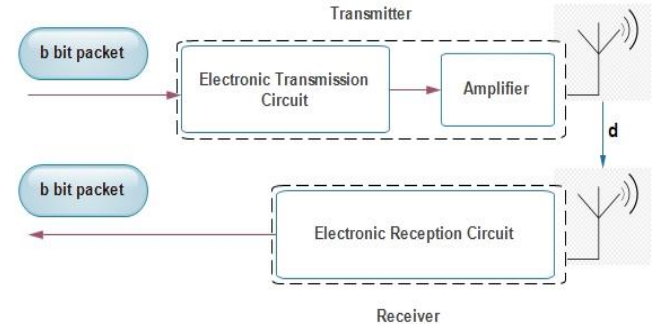 Transmitter
b bit packet
Electronic Transmission
Circuit
Amplifier
d
b bit packet
Electronic Reception Circuit
Receiver